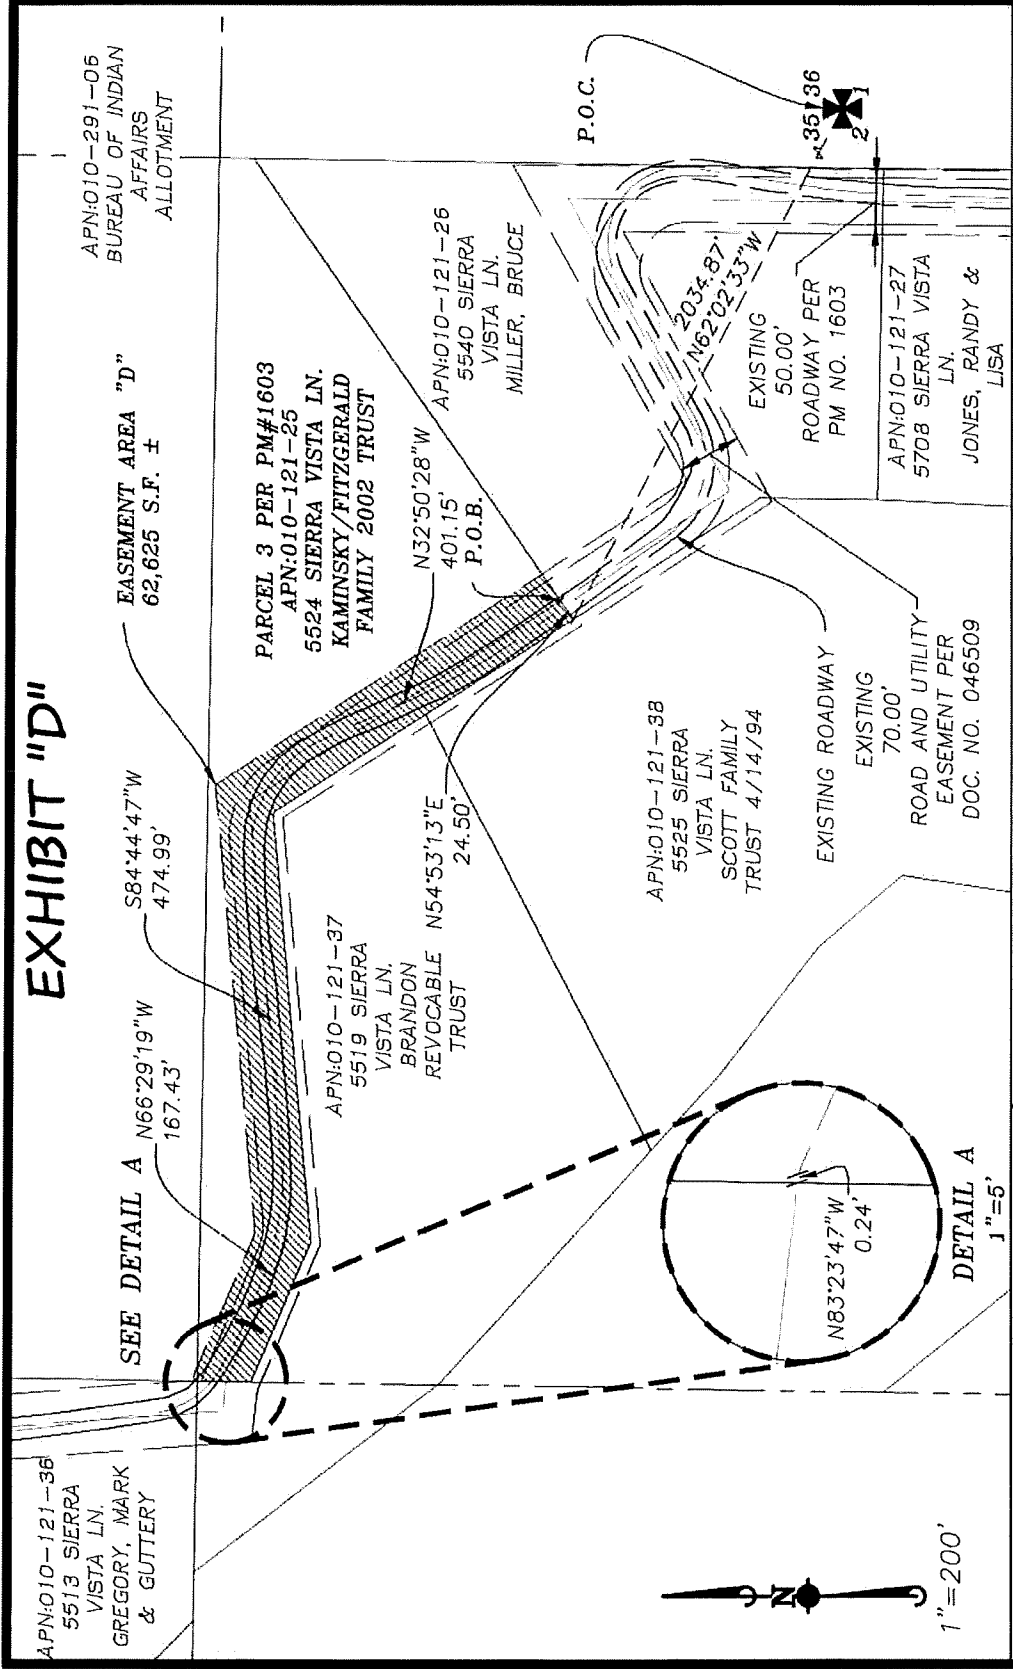 EXHIBIT "D"
APN:010-121-36
5513 SIERRA
VISTA LN.
GREGORY, MARK
& GUTTERY
SEE DETAIL A
N66°29'19"W
167.43'
S84°44'47"W
474.99'
EASEMENT AREA "D"
62,625 S.F. ±
APN:010-291-06
BUREAU OF INDIAN
AFFAIRS
ALLOTMENT
PARCEL 3 PER PM#1603
APN:010-121-25
5524 SIERRA VISTA LN.
KAMINSKY/FITZGERALD
FAMILY 2002 TRUST
APN:010-121-37
5519 SIERRA
VISTA LN.
BRANDON
REVOCABLE
TRUST
N54°53'13"E
24.50'
N32°50'28"W
401.15'
P.O.B.
APN:010-121-26
5540 SIERRA
VISTA LN.
MILLER, BRUCE
P.O.C.
35
36
2
1
2034.87'
N62°02'33"W
APN:010-121-38
5525 SIERRA
VISTA LN.
SCOTT FAMILY
TRUST 4/14/94
EXISTING
50.00'
ROADWAY PER
PM NO. 1603
EXISTING ROADWAY
APN:010-121-27
5708 SIERRA VISTA
LN.
JONES, RANDY &
LISA
EXISTING
70.00'
ROAD AND UTILITY
EASEMENT PER
DOC. NO. 046509
N83°23'47"W
0.24'
DETAIL A
1"=5'
N
1"=200'